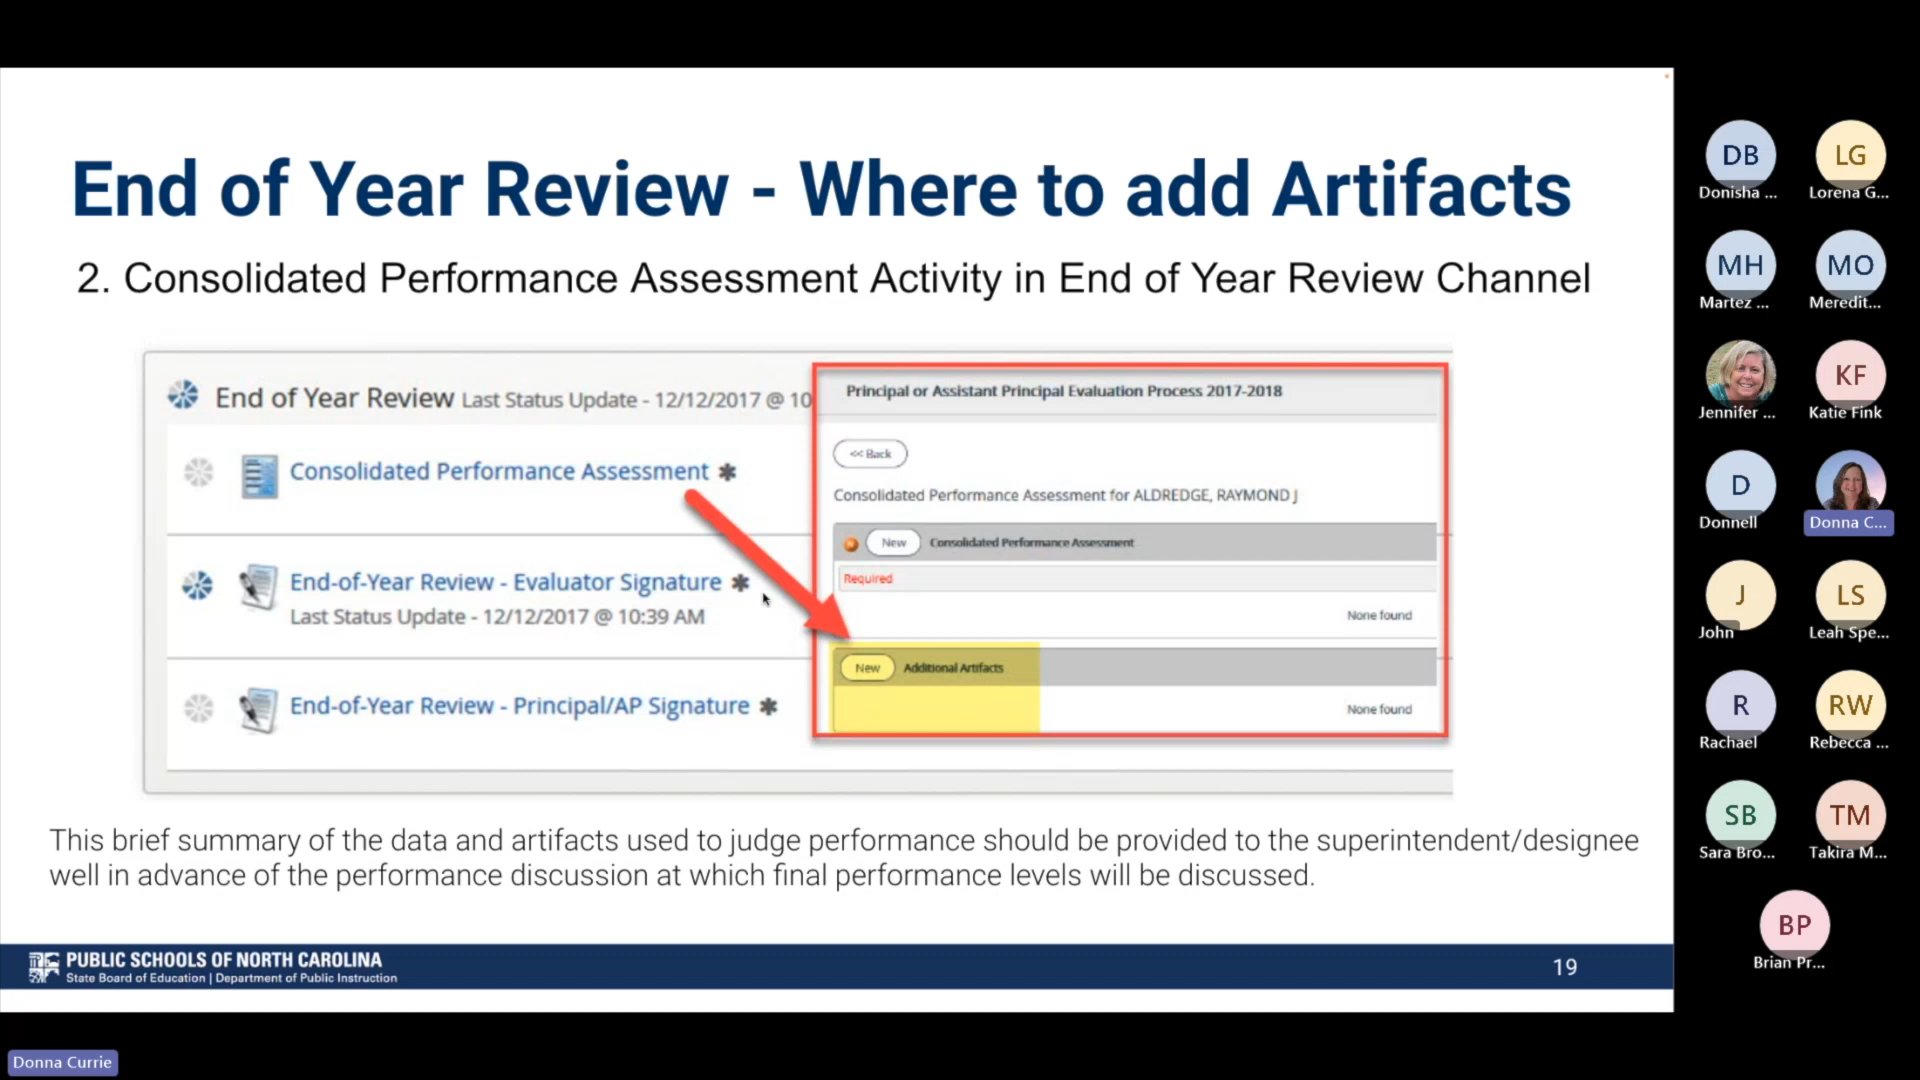 End of Year Review - Where to add Artifacts
2. Consolidated Performance Assessment Activity in End of Year Review Channel
End of Year Review Last Status Update - 12/12/2017 @ 10
Consolidated Performance Assessment ✱
End-of-Year Review - Evaluator Signature ✱
Last Status Update - 12/12/2017 @ 10:39 AM
End-of-Year Review - Principal/AP Signature ✱
Principal or Assistant Principal Evaluation Process 2017-2018
<< Back
Consolidated Performance Assessment for ALDREDGE, RAYMOND J
New Consolidated Performance Assessment
Required
None found
New Additional Artifacts
None found
This brief summary of the data and artifacts used to judge performance should be provided to the superintendent/designee
well in advance of the performance discussion at which final performance levels will be discussed.
PUBLIC SCHOOLS OF NORTH CAROLINA
State Board of Education | Department of Public Instruction
19
Donna Currie
DB
Donisha ...
LG
Lorena G...
MH
Martez ...
MO
Meredit...
Jennifer ...
KF
Katie Fink
D
Donnell
Donna C...
J
John
LS
Leah Spe...
R
Rachael
RW
Rebecca ...
SB
Sara Bro...
TM
Takira M...
BP
Brian Pr...